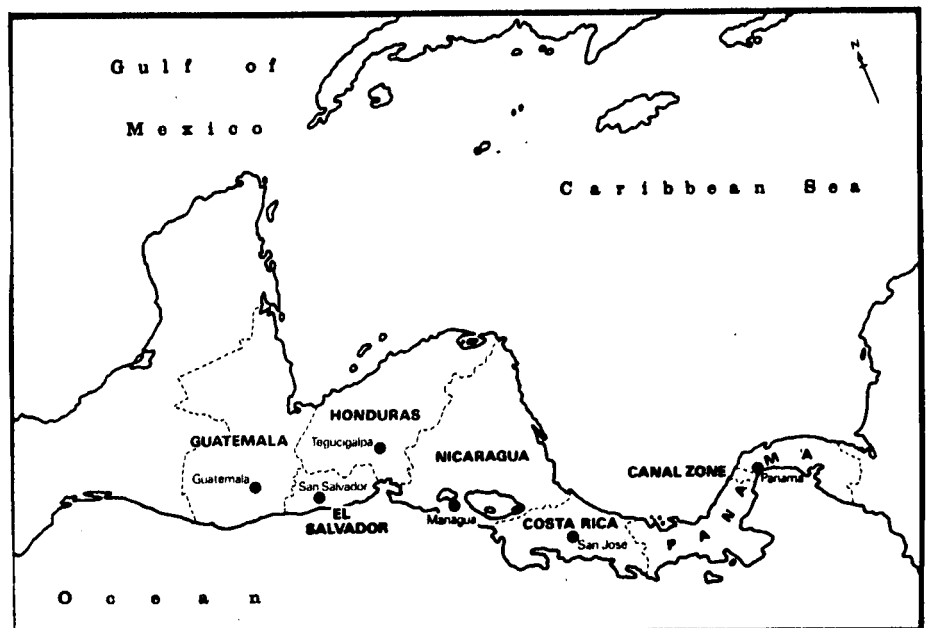 Gulf of
Mexico
N
Caribbean Sea
HONDURAS
GUATEMALA
Tegucigalpa
NICARAGUA
CANAL ZONE
PANAMA
Panama
Guatemala
San Salvador
EL
SALVADOR
Managua
COSTA RICA
San José
Ocean